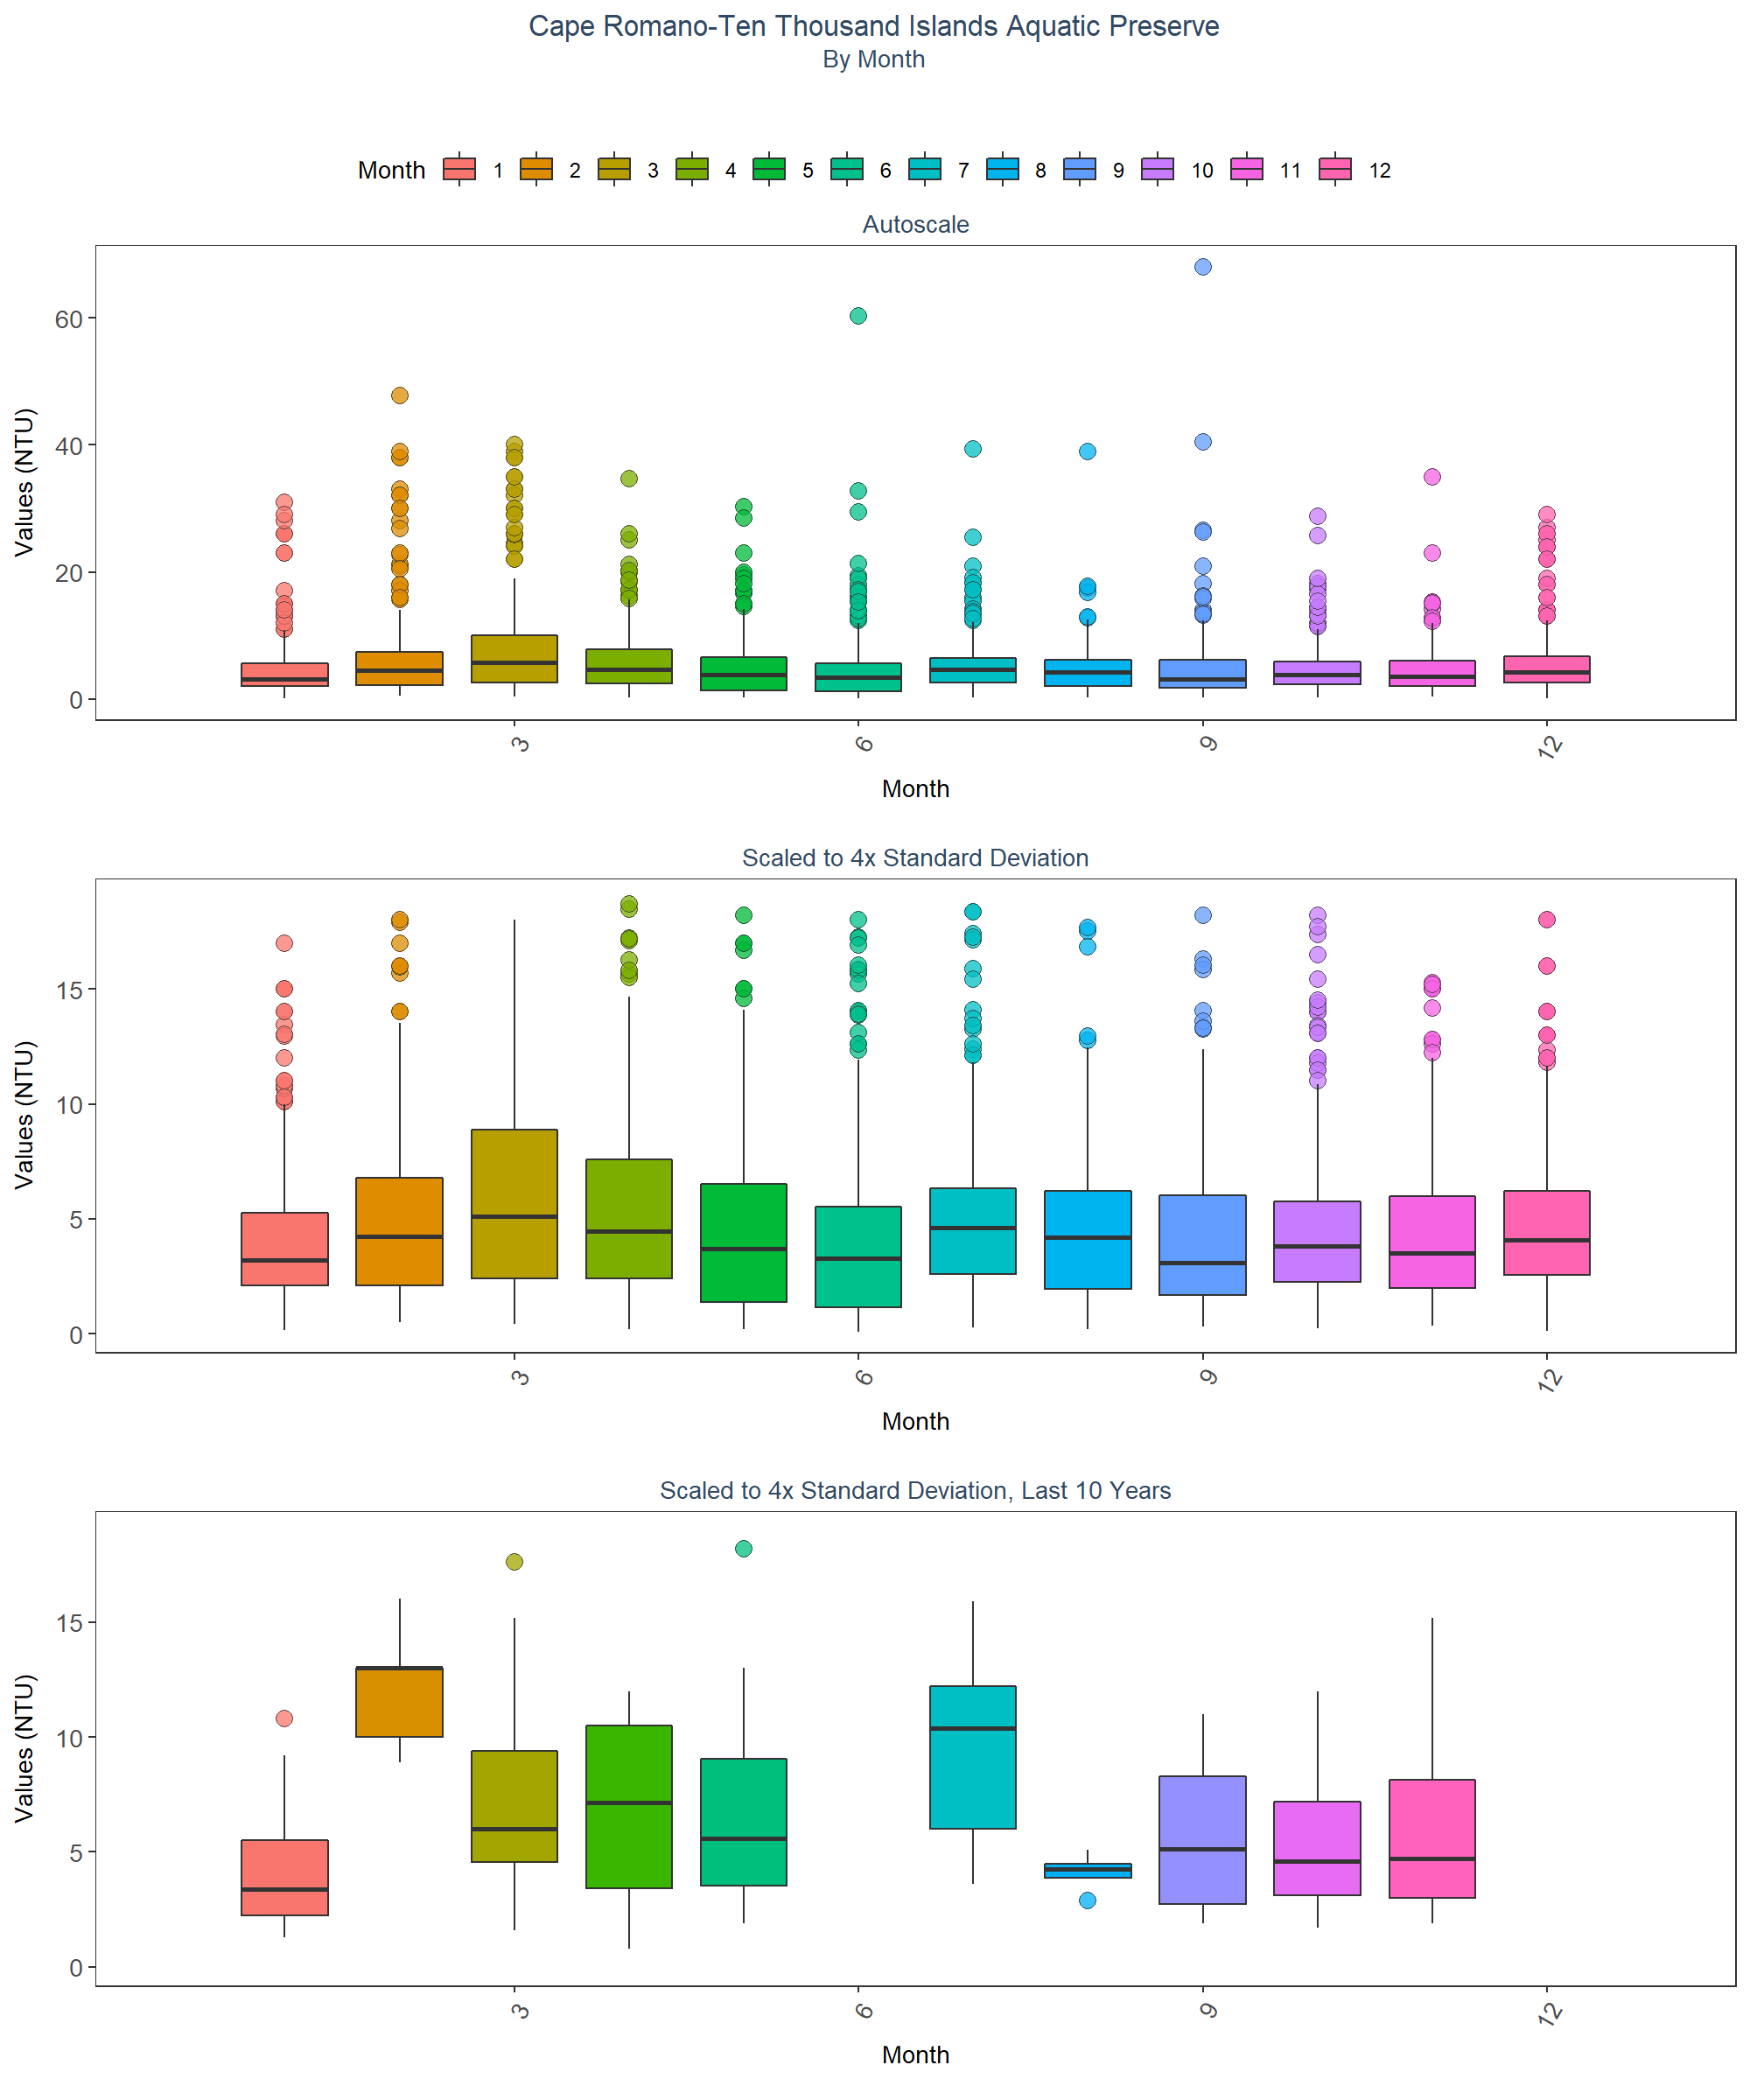 Cape Romano-Ten Thousand Islands Aquatic Preserve
By Month
Month 1 2 3 4 5 6 7 8 9 10 11 12
Autoscale
Values (NTU)
60
40
20
0
3 6 9 12
Month
Scaled to 4x Standard Deviation
Values (NTU)
15
10
5
0
3 6 9 12
Month
Scaled to 4x Standard Deviation, Last 10 Years
Values (NTU)
15
10
5
0
3 6 9 12
Month